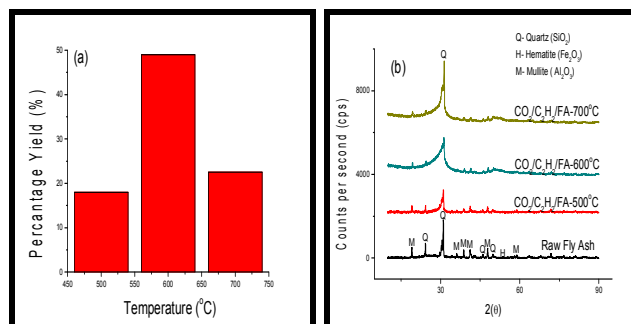 (a)
Percantage Yield (%)
50
40
30
20
10
0
450 500 550 600 650 700 750
Temperature (°C)
(b)
Q- Quartz (SiO₂)
H- Hematite (Fe₂O₃)
M- Mullite ( Al₂O₃)
Counts per second (cps)
8000
4000
0
Q
CO₂/C₂H₂/FA-700°C
CO₂/C₂H₂/FA-600°C
CO₂/C₂H₂/FA-500°C
Q
M Q M M M Q M Q H M
Raw Fly Ash
30 60 90
2(θ)